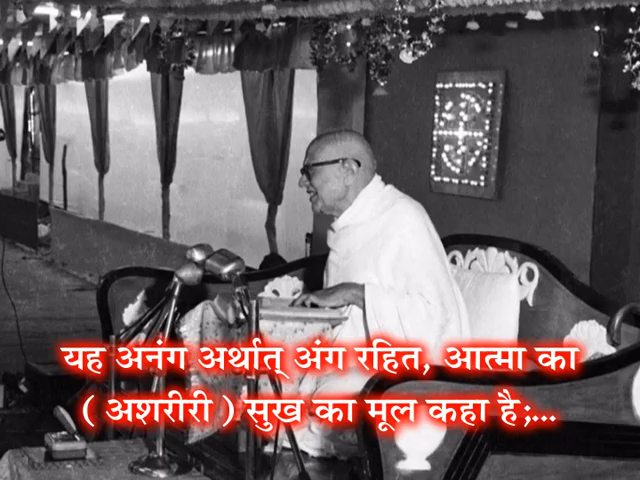 यह अनंग अर्थात् अंग रहित, आत्मा का
( अशरीरी ) सुख का मूल कहा है;...